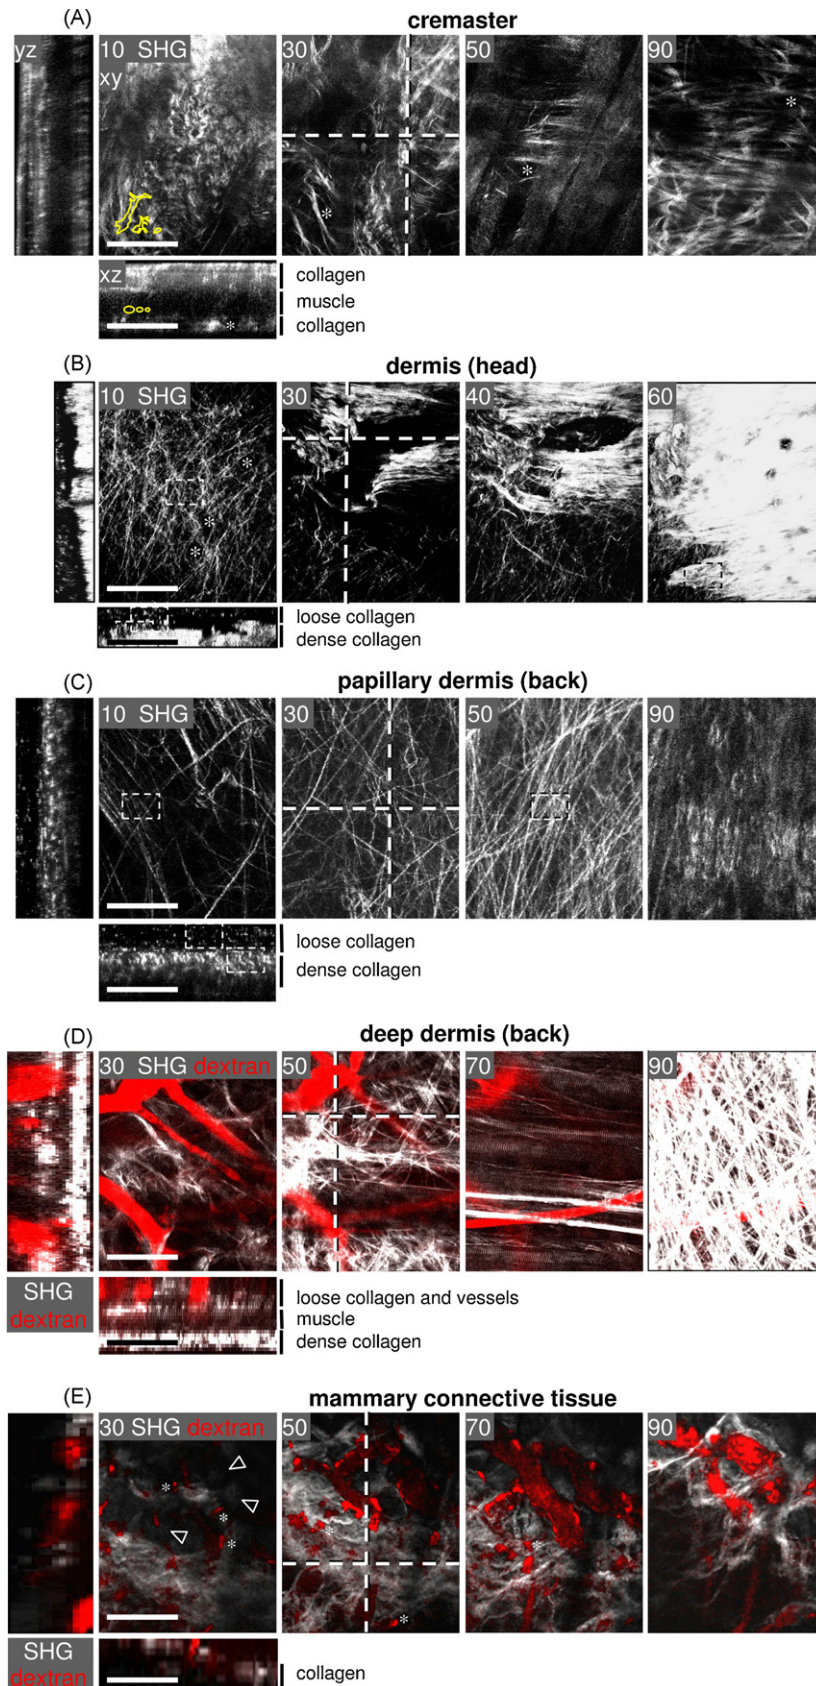 (A)
cremaster
yz
10 SHG
xy
30
50
90
*
*
*
xz
collagen
muscle
collagen
*
(B)
dermis (head)
10 SHG
30
40
60
*
*
*
loose collagen
dense collagen
(C)
papillary dermis (back)
10 SHG
30
50
90
loose collagen
dense collagen
(D)
deep dermis (back)
30 SHG dextran
50
70
90
SHG
dextran
loose collagen and vessels
muscle
dense collagen
(E)
mammary connective tissue
30 SHG dextran
50
70
90
*
*
*
*
*
*
SHG
dextran
collagen